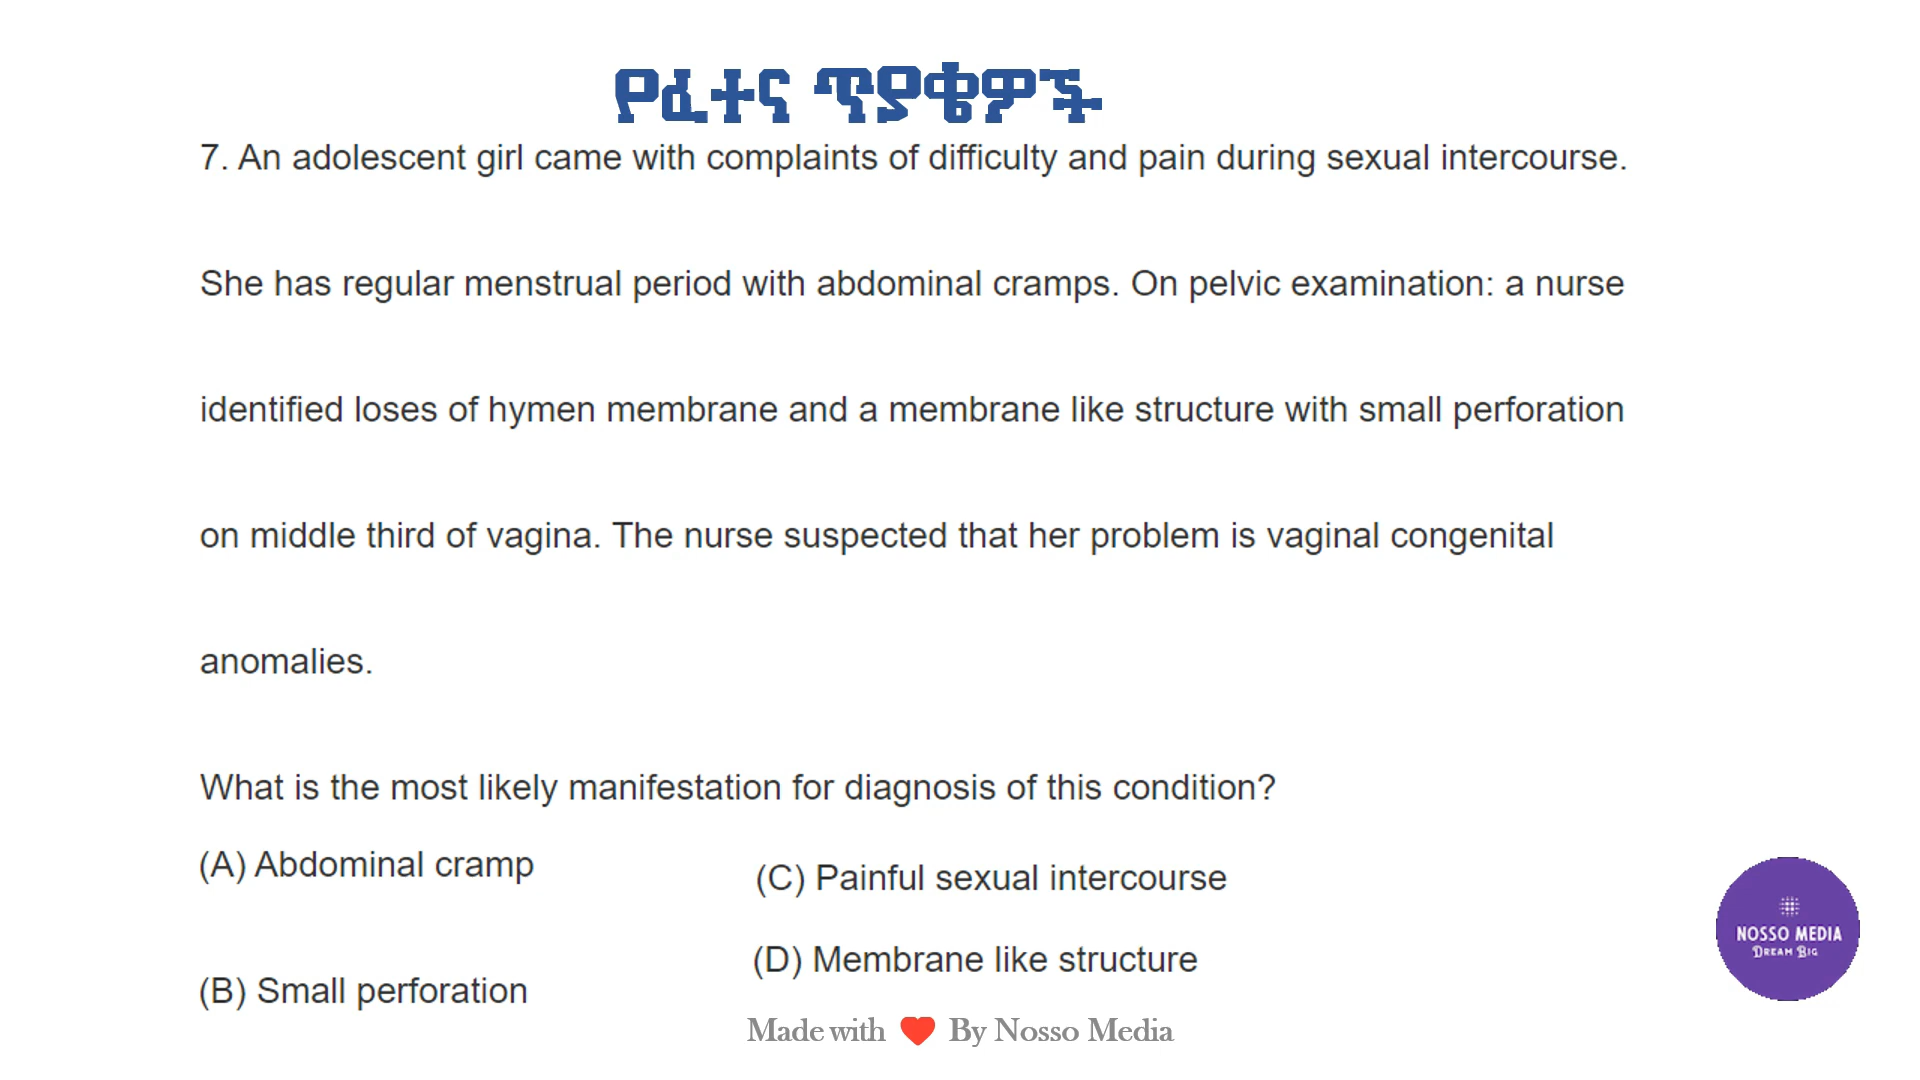 የፈተና ጥያቄዎች
7. An adolescent girl came with complaints of difficulty and pain during sexual intercourse.
She has regular menstrual period with abdominal cramps. On pelvic examination: a nurse
identified loses of hymen membrane and a membrane like structure with small perforation
on middle third of vagina. The nurse suspected that her problem is vaginal congenital
anomalies.
What is the most likely manifestation for diagnosis of this condition?
(A) Abdominal cramp
(B) Small perforation
(C) Painful sexual intercourse
(D) Membrane like structure
NOSSO MEDIA
DREAM BIG
Made with ❤ By Nosso Media